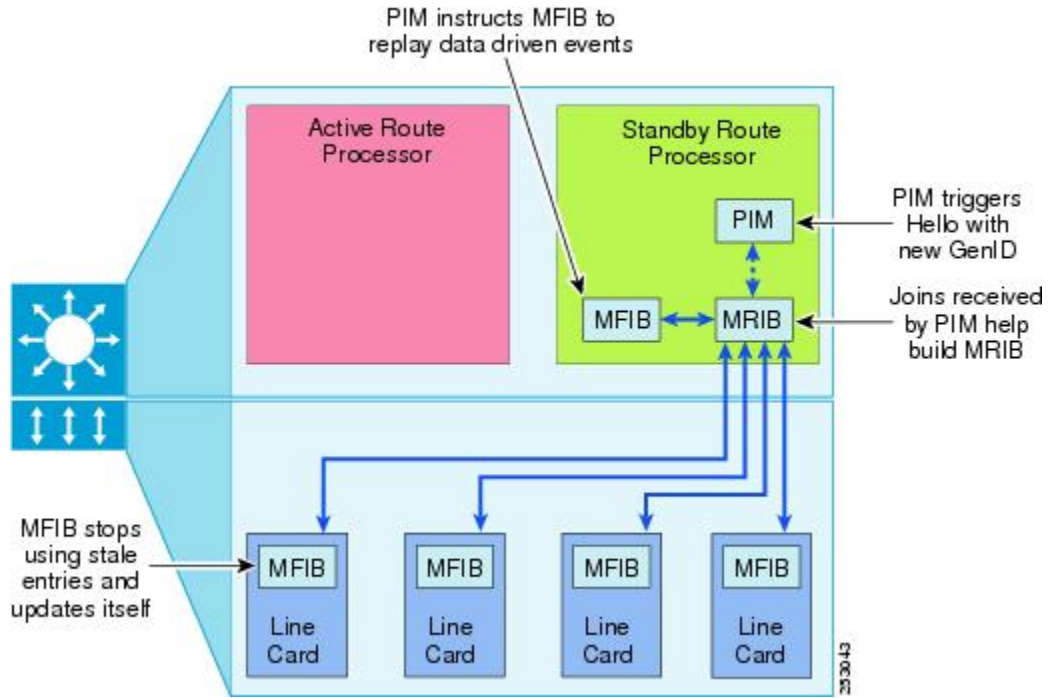 PIM instructs MFIB to
replay data driven events
Active Route
Processor
Standby Route
Processor
PIM
PIM triggers
Hello with
new GenID
MFIB
MRIB
Joins received
by PIM help
build MRIB
MFIB stops
using stale
entries and
updates itself
MFIB
Line
Card
MFIB
Line
Card
MFIB
Line
Card
MFIB
Line
Card
253043